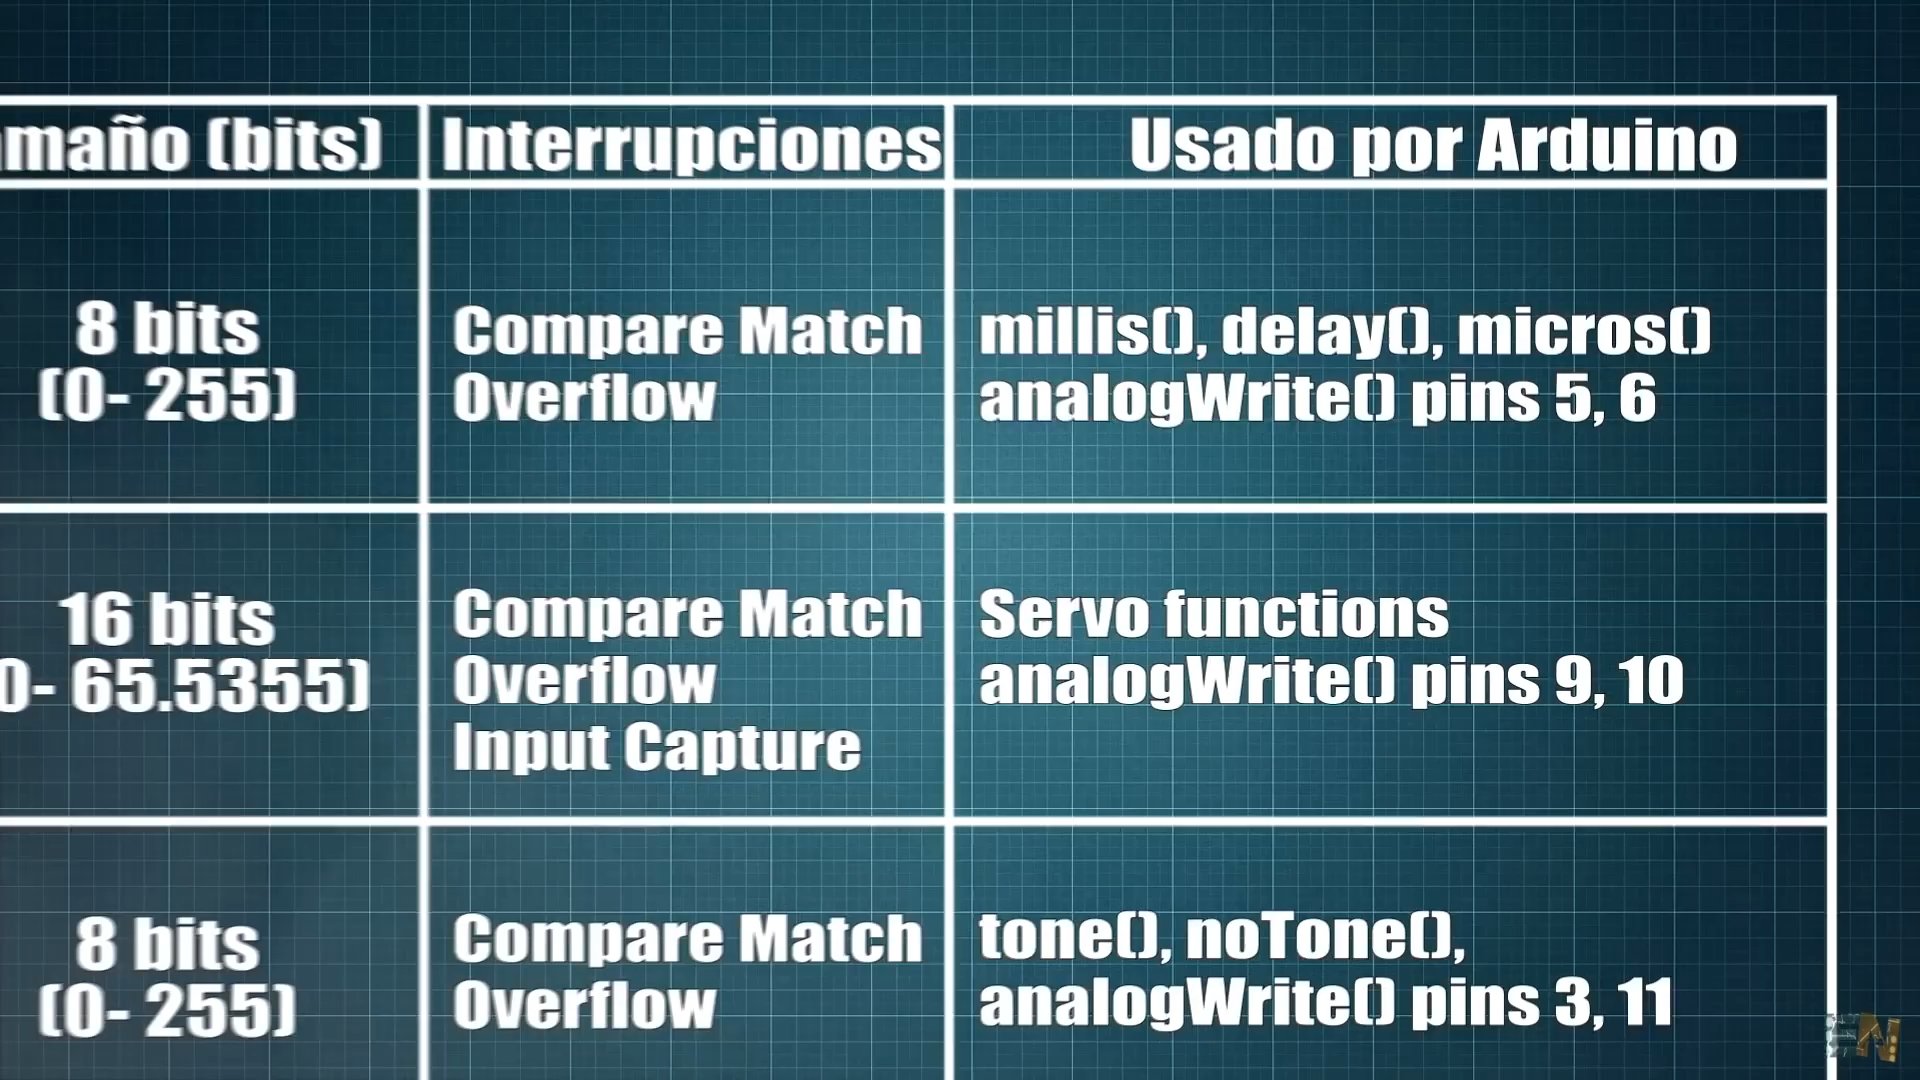 maño (bits) Interrupciones Usado por Arduino
8 bits
(0- 255)
Compare Match
Overflow
millis(), delay(), micros()
analogWrite() pins 5, 6
16 bits
0- 65.5355)
Compare Match
Overflow
Input Capture
Servo functions
analogWrite() pins 9, 10
8 bits
(0- 255)
Compare Match
Overflow
tone(), noTone(),
analogWrite() pins 3, 11
EN